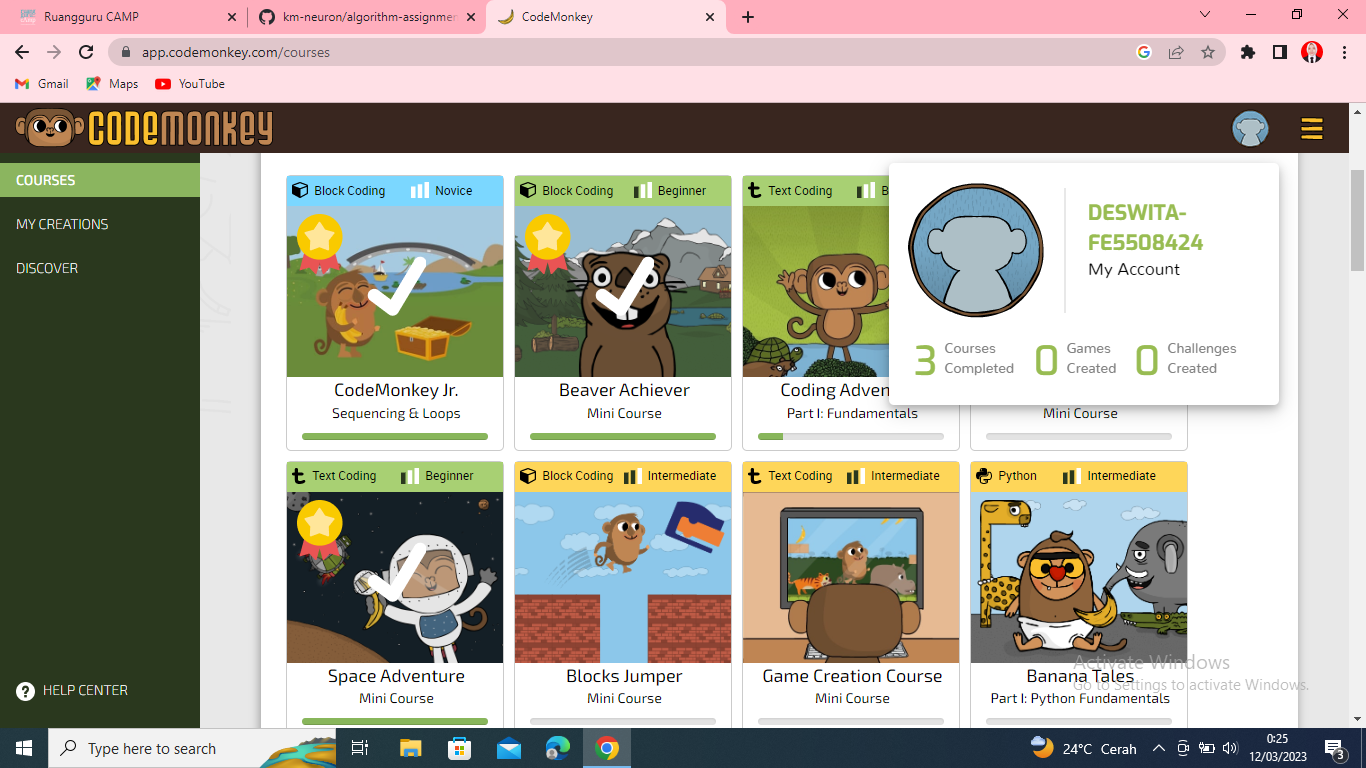 Ruangguru CAMP
km-neuron/algorithm-assignmen
CodeMonkey
app.codemonkey.com/courses
Gmail
Maps
YouTube
CODEMONKEY
COURSES
MY CREATIONS
DISCOVER
HELP CENTER
Block Coding Novice
CodeMonkey Jr.
Sequencing & Loops
Block Coding Beginner
Beaver Achiever
Mini Course
Text Coding B
Coding Adven
Part I: Fundamentals
Mini Course
DESWITA-
FE5508424
My Account
3 Courses Completed
0 Games Created
0 Challenges Created
Text Coding Beginner
Space Adventure
Mini Course
Block Coding Intermediate
Blocks Jumper
Mini Course
Text Coding Intermediate
Game Creation Course
Mini Course
Python Intermediate
Banana Tales
Part I: Python Fundamentals
Activate Windows
Go to Settings to activate Windows.
Type here to search
24°C Cerah
0:25
12/03/2023
3